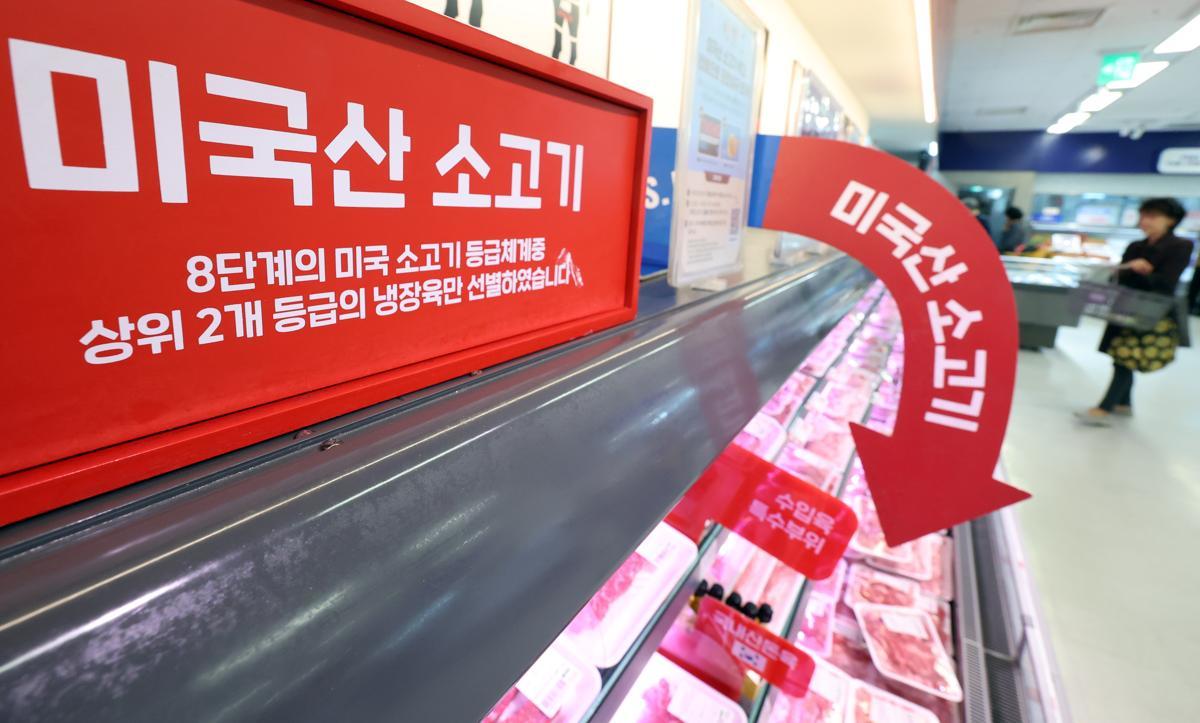 미국산 소고기
8단계의 미국 소고기 등급체계중
상위 2개 등급의 냉장육만 선별하였습니다
미국산 소고기
수입육
특수부위
s.